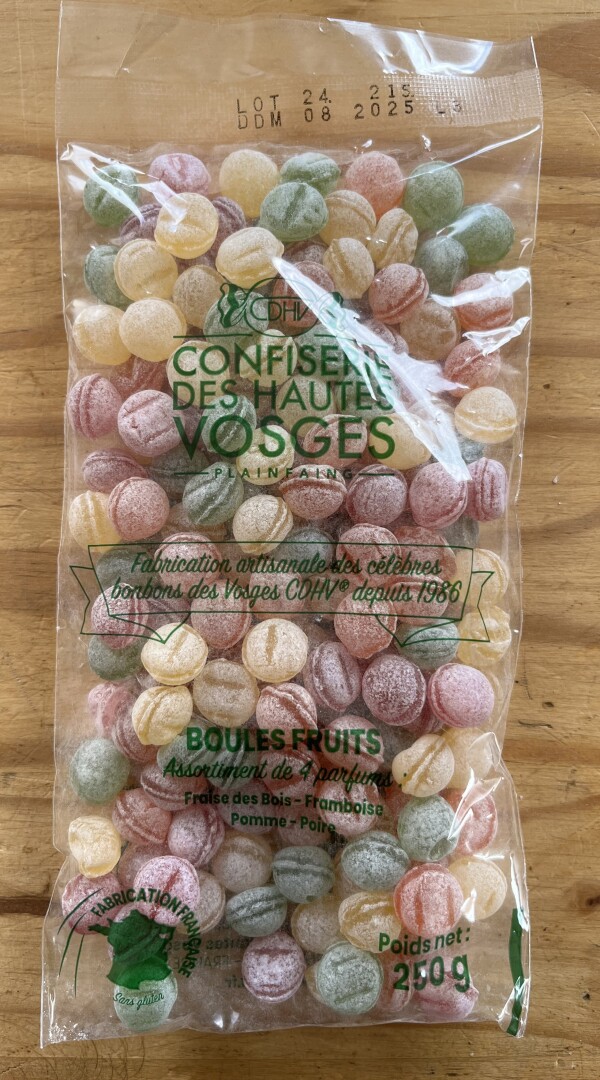 LOT 24. 215.
DDM 08 2025 L3
CDHV
CONFISERIE
DES HAUTES
VOSGES
PLAINFAING
Fabrication artisanale des célèbres
bonbons des Vosges CDHV® depuis 1986
BOULES FRUITS
Assortiment de 4 parfums
Fraise des Bois - Framboise
Pomme - Poire
FABRICATION FRANÇAISE
Sans gluten
Poids net :
250 g